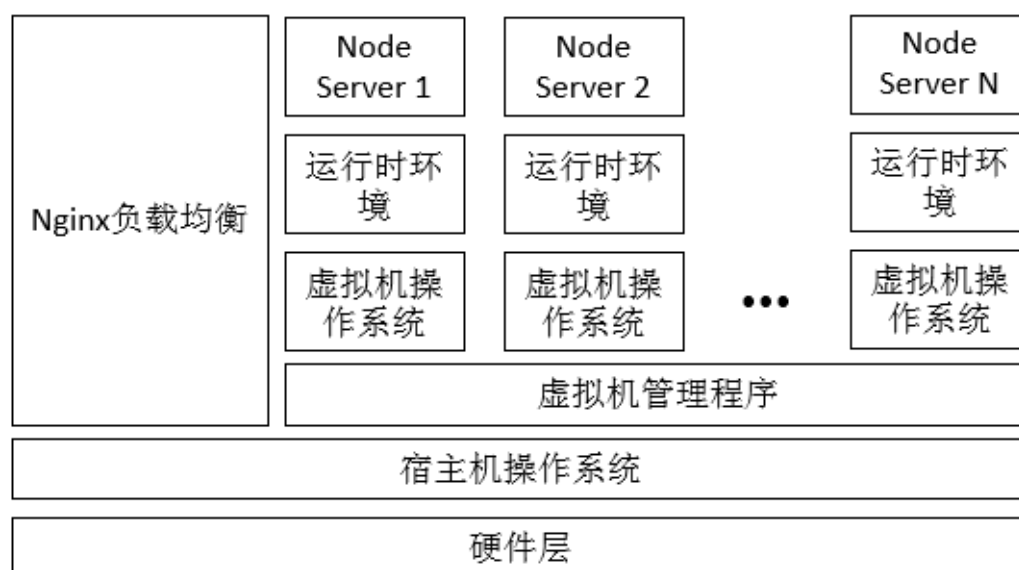 Nginx负载均衡
Node
Server 1
Node
Server 2
Node
Server N
运行时环
境
运行时环
境
运行时环
境
虚拟机操
作系统
虚拟机操
作系统
•••
虚拟机操
作系统
虚拟机管理程序
宿主机操作系统
硬件层